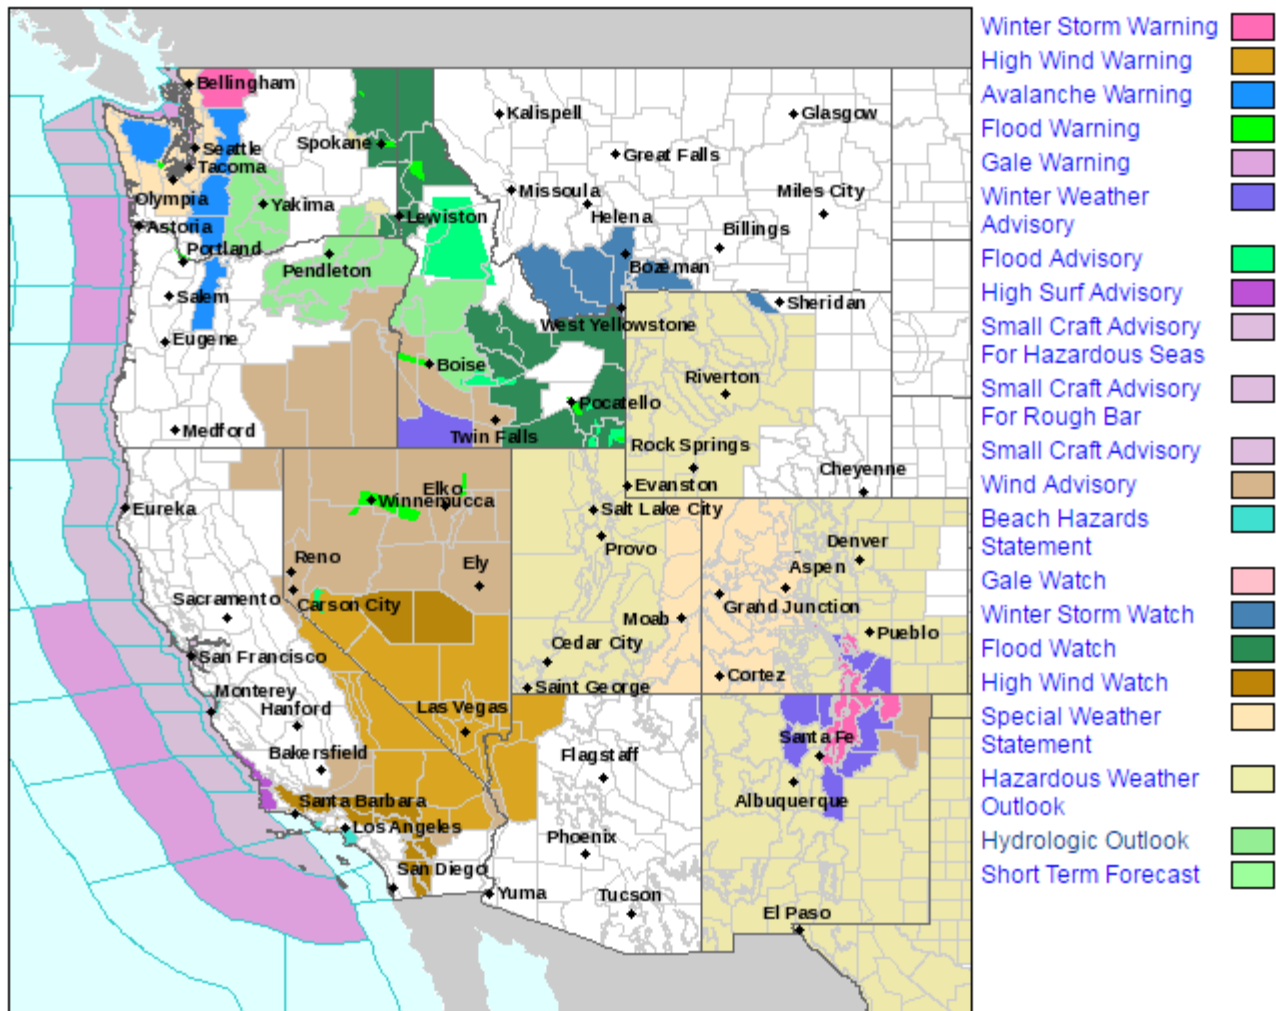 Bellingham
Kalispell
Glasgow
Spokane
Seattle
Great Falls
Tacoma
Missoula
Miles City
Olympia
Yakima
Helena
Lewiston
Astoria
Billings
Portland
Pendleton
Bozeman
Salem
Sheridan
West Yellowstone
Eugene
Boise
Riverton
Pocatello
Medford
Twin Falls
Rock Springs
Cheyenne
Evanston
Elko
Winnemucca
Eureka
Salt Lake City
Provo
Denver
Reno
Ely
Aspen
Sacramento
Carson City
Grand Junction
Moab
Pueblo
Cedar City
San Francisco
Cortez
Saint George
Monterey
Hanford
Las Vegas
Santa Fe
Bakersfield
Flagstaff
Santa Barbara
Albuquerque
Los Angeles
Phoenix
San Diego
Yuma
Tucson
El Paso
Winter Storm Warning
High Wind Warning
Avalanche Warning
Flood Warning
Gale Warning
Winter Weather
Advisory
Flood Advisory
High Surf Advisory
Small Craft Advisory
For Hazardous Seas
Small Craft Advisory
For Rough Bar
Small Craft Advisory
Wind Advisory
Beach Hazards
Statement
Gale Watch
Winter Storm Watch
Flood Watch
High Wind Watch
Special Weather
Statement
Hazardous Weather
Outlook
Hydrologic Outlook
Short Term Forecast